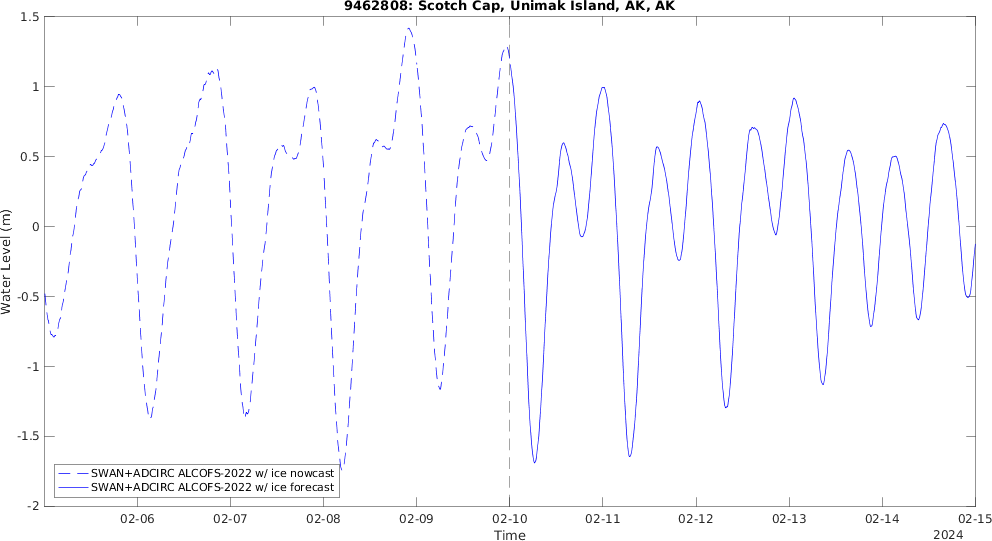 9462808: Scotch Cap, Unimak Island, AK, AK
Water Level (m)
1.5
1
0.5
0
-0.5
-1
-1.5
-2
SWAN+ADCIRC ALCOFS-2022 w/ ice nowcast
SWAN+ADCIRC ALCOFS-2022 w/ ice forecast
02-06 02-07 02-08 02-09 02-10 02-11 02-12 02-13 02-14 02-15
Time
2024